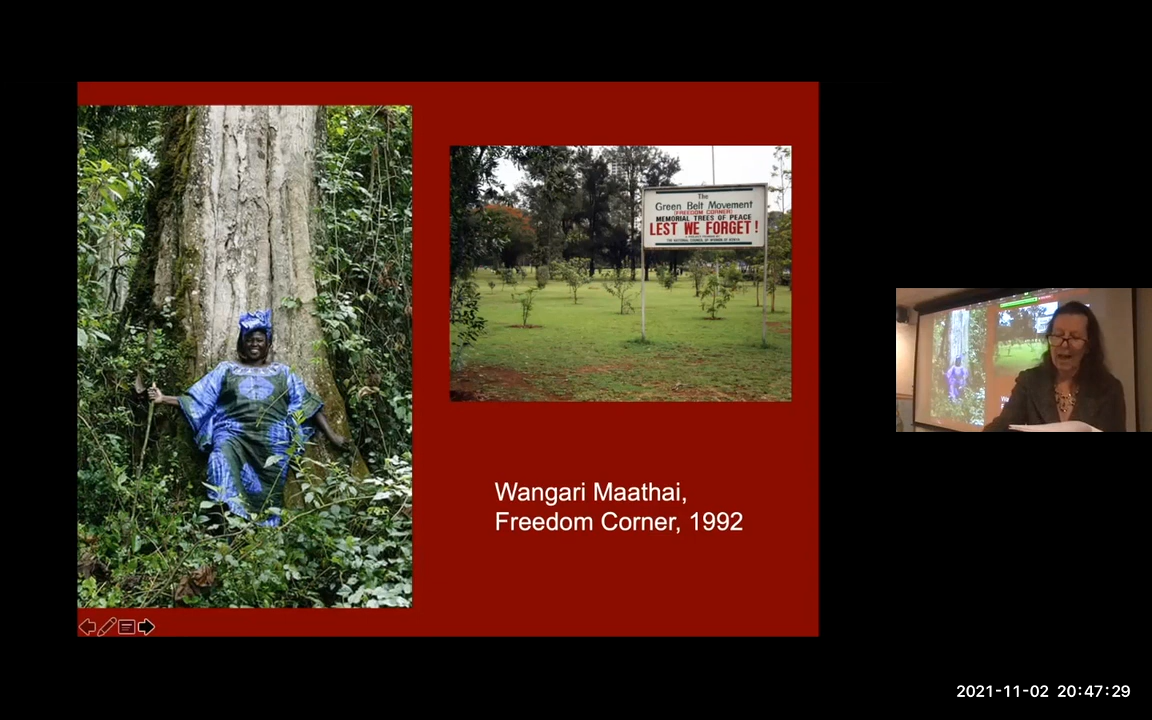 The
Green Belt Movement
(FREEDOM CORNER)
MEMORIAL TREES OF PEACE
LEST WE FORGET!
THE NATIONAL COUNCIL OF WOMEN OF KENYA
Wangari Maathai,
Freedom Corner, 1992
2021-11-02 20:47:29